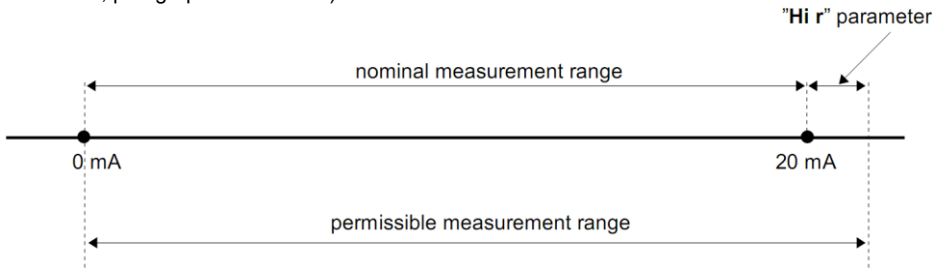 "Hi r" parameter
nominal measurement range
0 mA
20 mA
permissible measurement range